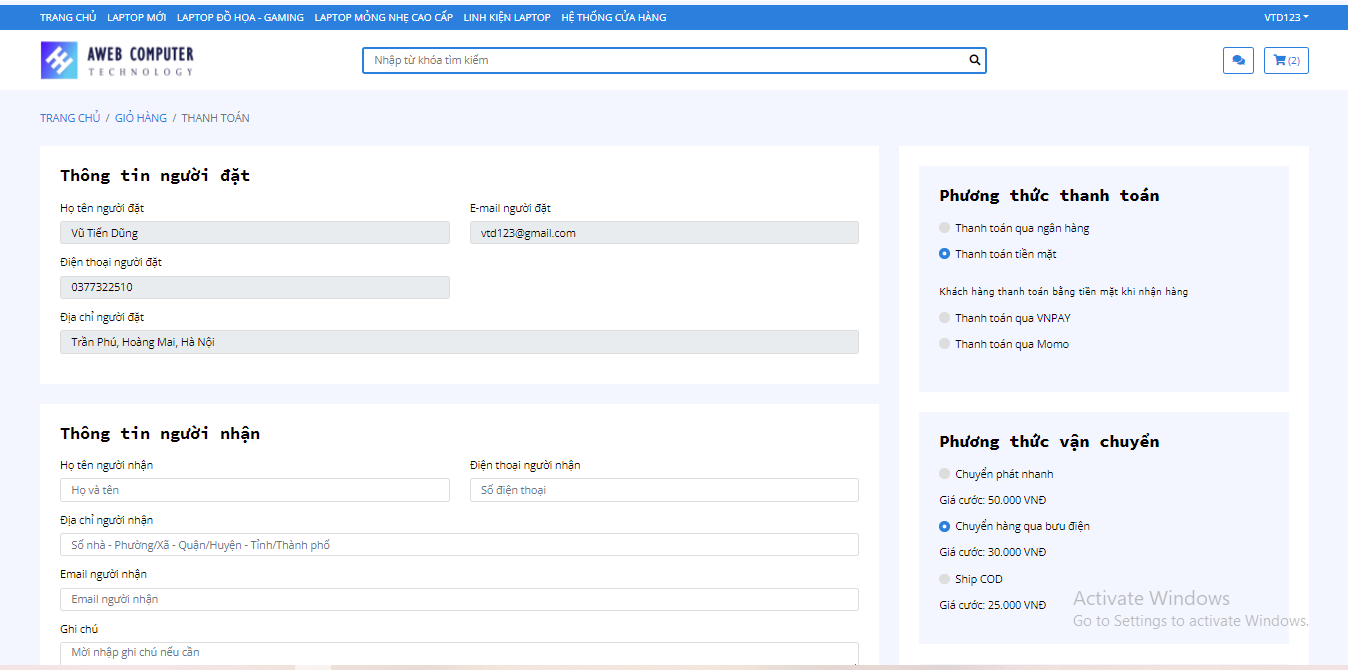 TRANG CHỦ LAPTOP MỚI LAPTOP ĐỒ HỌA - GAMING LAPTOP MỎNG NHẸ CAO CẤP LINH KIỆN LAPTOP HỆ THỐNG CỬA HÀNG VTD123
AWEB COMPUTER
TECHNOLOGY
Nhập từ khóa tìm kiếm
(2)
TRANG CHỦ / GIỎ HÀNG / THANH TOÁN
Thông tin người đặt
Họ tên người đặt E-mail người đặt
Vũ Tiến Dũng vtd123@gmail.com
Điện thoại người đặt
0377322510
Địa chỉ người đặt
Trần Phú, Hoàng Mai, Hà Nội
Thông tin người nhận
Họ tên người nhận Điện thoại người nhận
Họ và tên Số điện thoại
Địa chỉ người nhận
Số nhà - Phường/Xã - Quận/Huyện - Tỉnh/Thành phố
Email người nhận
Email người nhận
Ghi chú
Mời nhập ghi chú nếu cần
Phương thức thanh toán
Thanh toán qua ngân hàng
Thanh toán tiền mặt
Khách hàng thanh toán bằng tiền mặt khi nhận hàng
Thanh toán qua VNPAY
Thanh toán qua Momo
Phương thức vận chuyển
Chuyển phát nhanh
Giá cước: 50.000 VNĐ
Chuyển hàng qua bưu điện
Giá cước: 30.000 VNĐ
Ship COD
Giá cước: 25.000 VNĐ
Activate Windows
Go to Settings to activate Windows.